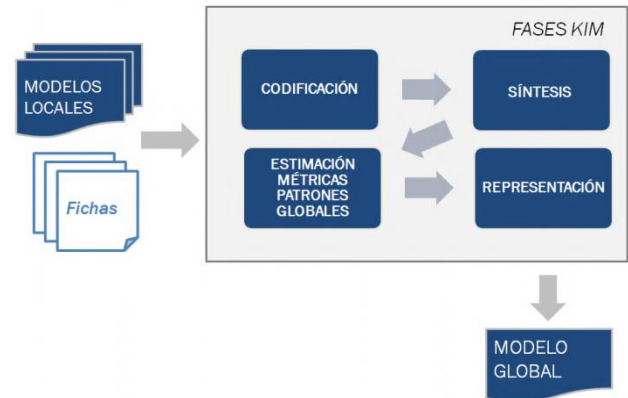 FASES KIM
MODELOS
LOCALES
Fichas
CODIFICACIÓN
SÍNTESIS
ESTIMACIÓN
MÉTRICAS
PATRONES
GLOBALES
REPRESENTACIÓN
MODELO
GLOBAL